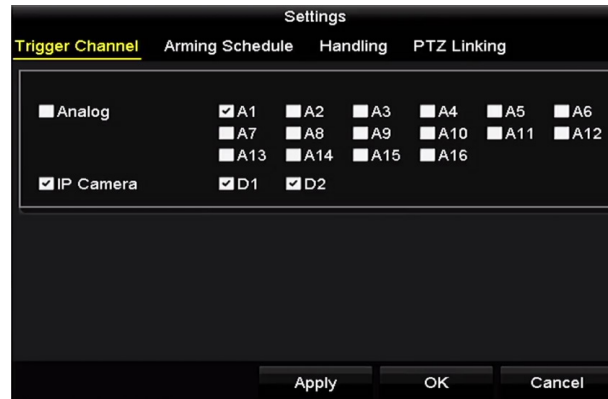 Settings
Trigger Channel Arming Schedule Handling PTZ Linking
Analog A1 A2 A3 A4 A5 A6
A7 A8 A9 A10 A11 A12
A13 A14 A15 A16
IP Camera D1 D2
Apply OK Cancel